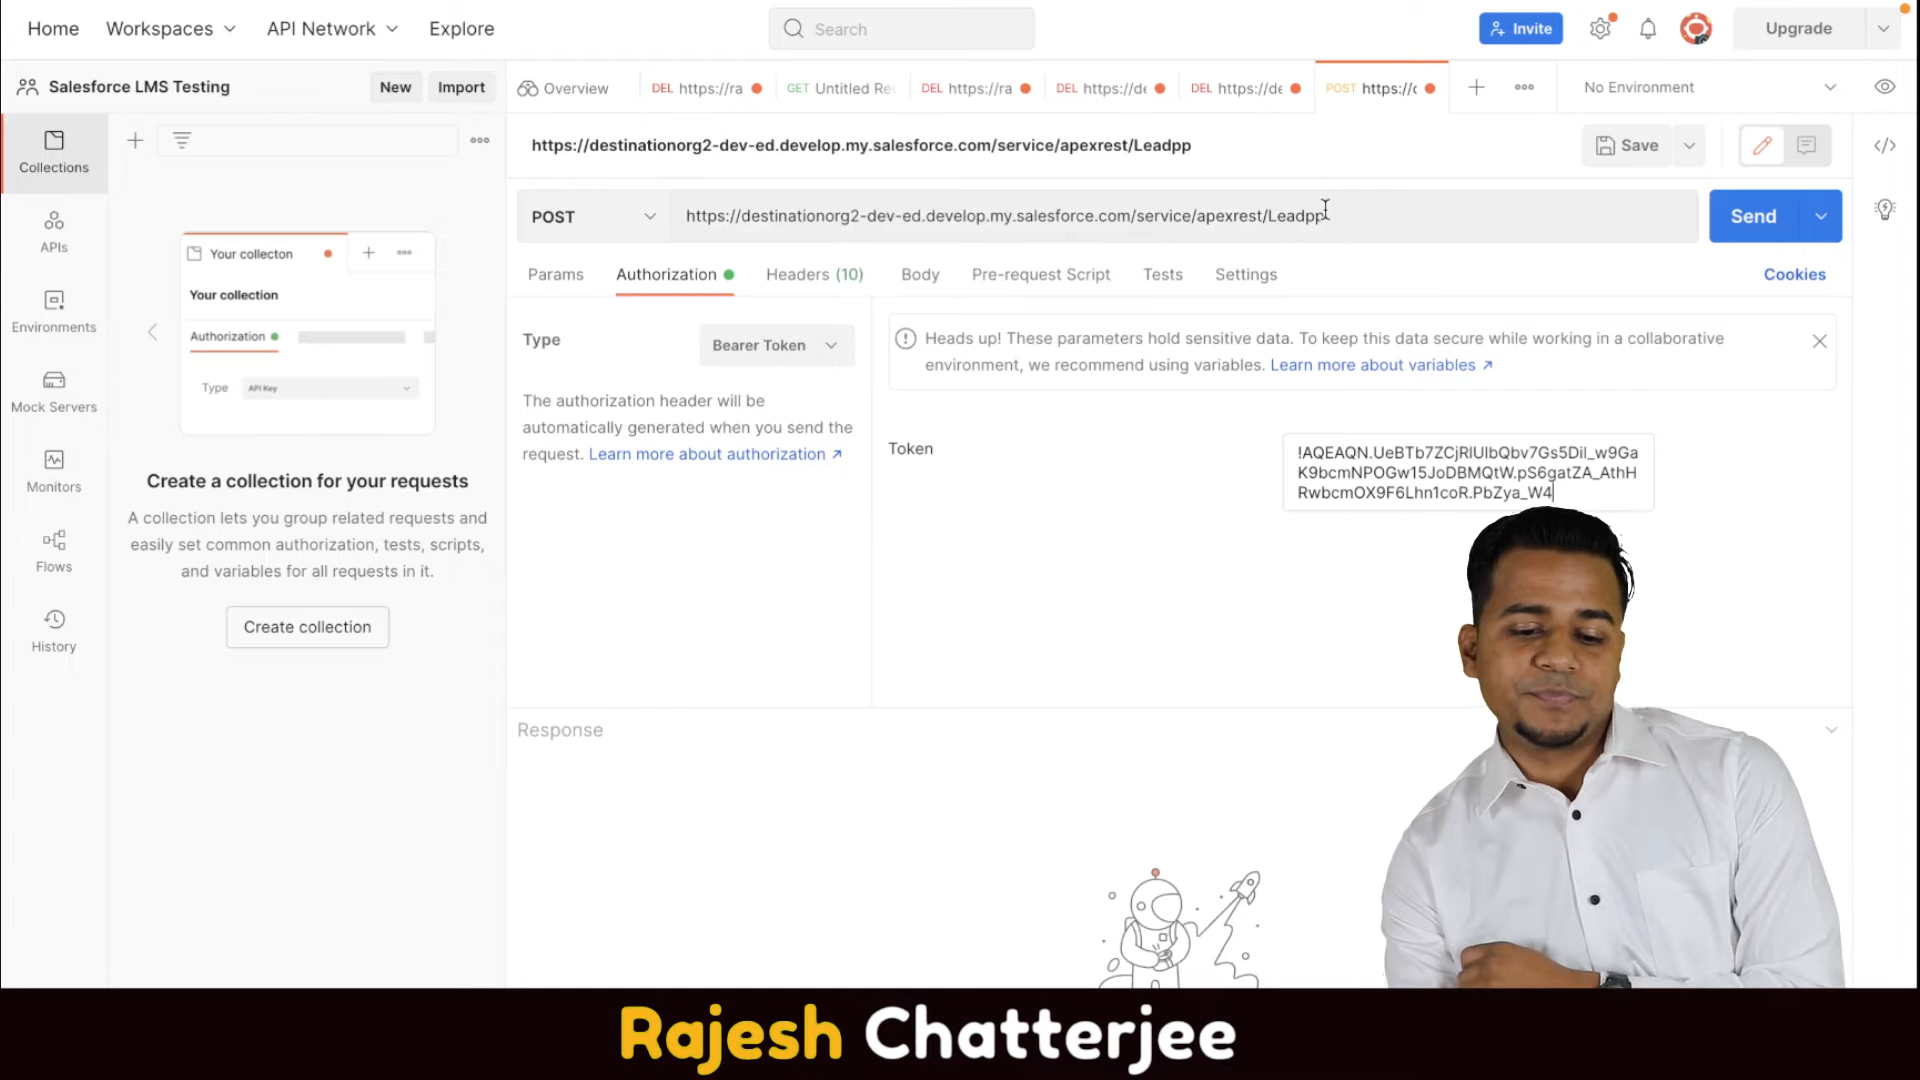 Home
Workspaces
API Network
Explore
Search
Invite
Upgrade
Salesforce LMS Testing
New
Import
Overview
DEL https://ra
GET Untitled Re
DEL https://ra
DEL https://de
DEL https://de
POST https://c
No Environment
Collections
https://destinationorg2-dev-ed.develop.my.salesforce.com/service/apexrest/Leadpp
Save
POST
https://destinationorg2-dev-ed.develop.my.salesforce.com/service/apexrest/Leadpp
Send
APIs
Your collecton
Your collection
Authorization
Type
API Key
Params
Authorization
Headers (10)
Body
Pre-request Script
Tests
Settings
Cookies
Environments
Type
Bearer Token
Heads up! These parameters hold sensitive data. To keep this data secure while working in a collaborative
environment, we recommend using variables. Learn more about variables
Mock Servers
The authorization header will be
automatically generated when you send the
request. Learn more about authorization
Token
!AQEAQN.UeBTb7ZCjRlUlbQbv7Gs5Dil_w9Ga
K9bcmNPOGw15JoDBMQtW.pS6gatZA_AthH
RwbcmOX9F6Lhn1coR.PbZya_W4
Monitors
Create a collection for your requests
A collection lets you group related requests and
easily set common authorization, tests, scripts,
and variables for all requests in it.
Flows
Create collection
History
Response
Rajesh Chatterjee